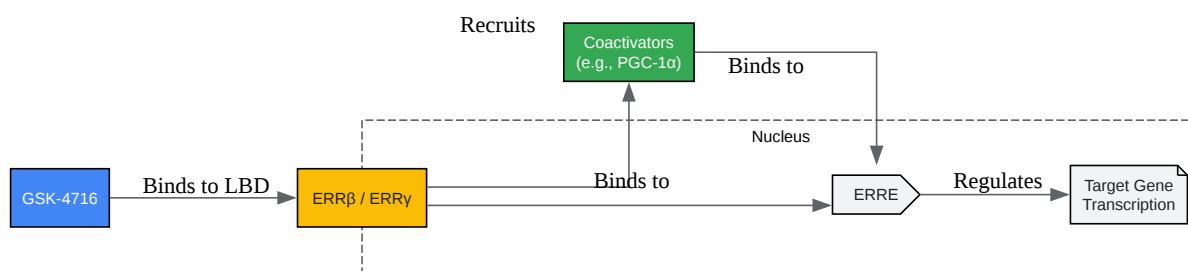 Recruits
Coactivators
(e.g., PGC-1α)
Binds to
Nucleus
GSK-4716
Binds to LBD
ERRβ / ERRγ
Binds to
ERRE
Regulates
Target Gene
Transcription